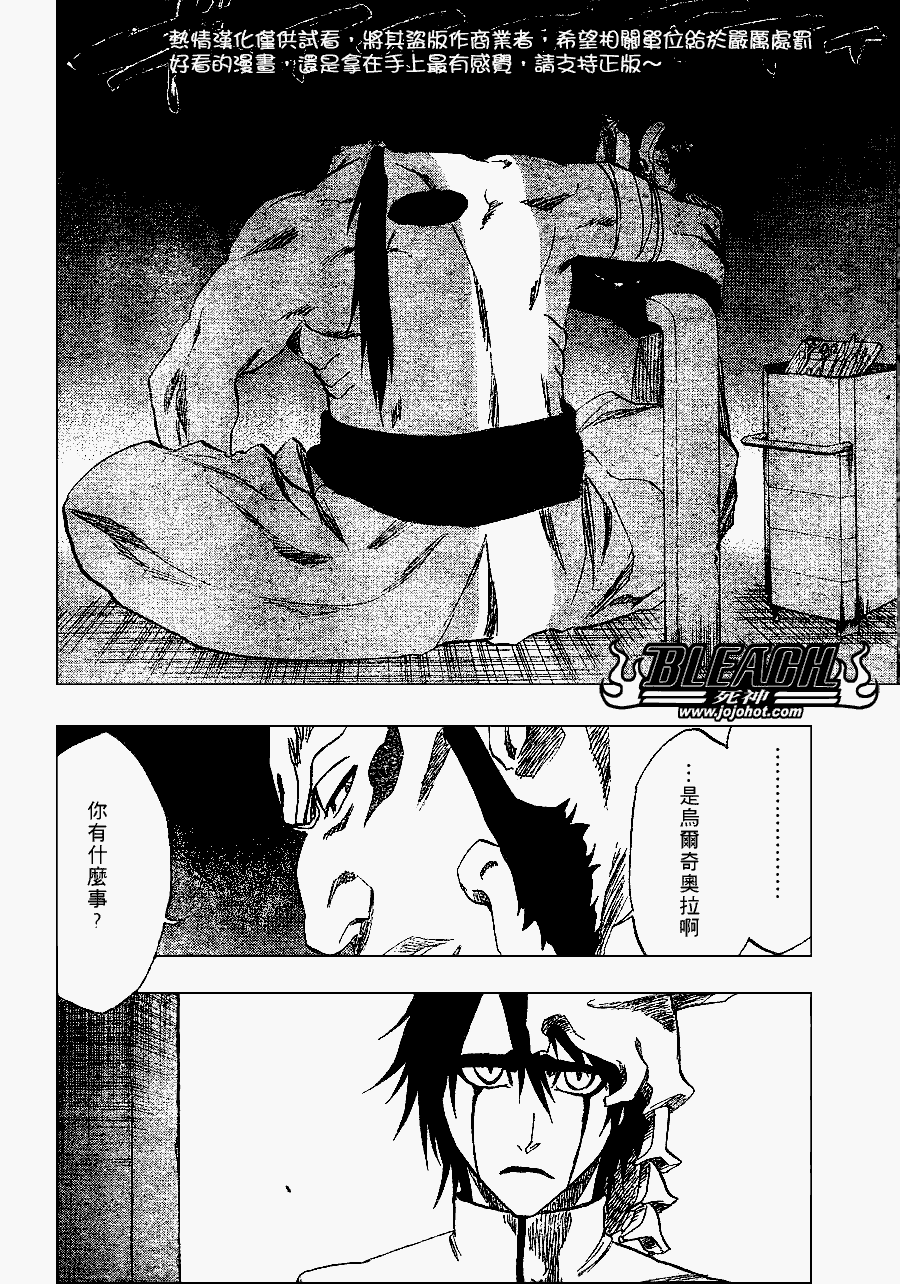 熱情漢化僅供試看，將其盜版作商業者，希望相關單位給於嚴厲處罰
好看的漫畫，還是拿在手上最有感覺，請支持正版～
BLEACH
死神
www.jojohot.com
………………
…是烏爾奇奧拉啊
你有什麼事？